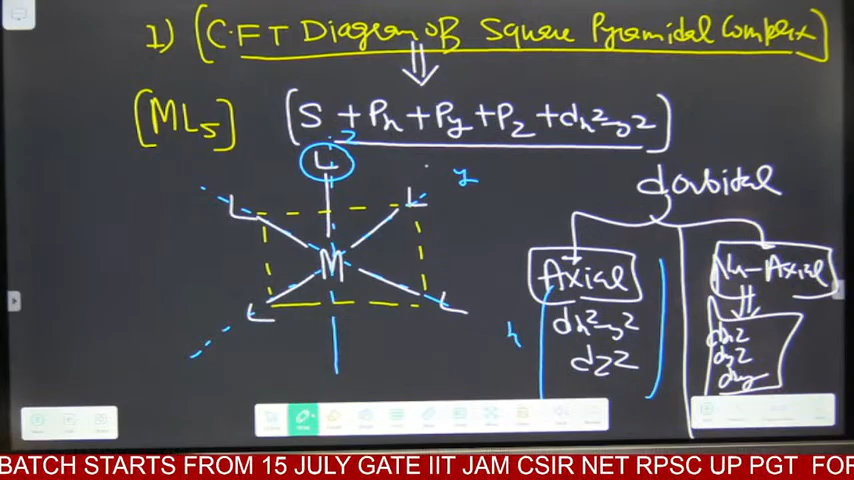 1) (C.F T Diagram of Square Pyramidal Complex)
[ML5] (S + Px + Py + Pz + dx²-y²)
z
L
y
L L
d orbital
M
Axial Nn-Axial
L L
x
dx²-y²
dz²
dxz
dyz
dxy
BATCH STARTS FROM 15 JULY GATE IIT JAM CSIR NET RPSC UP PGT FOR